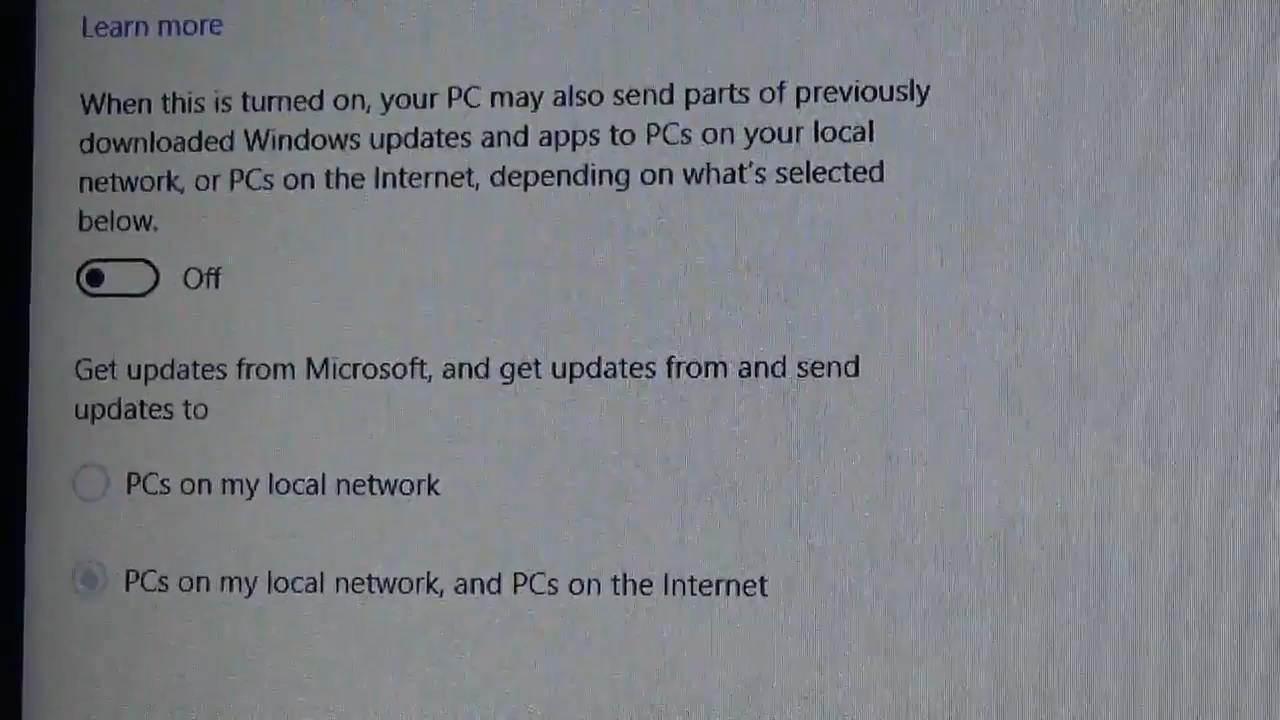 Learn more
When this is turned on, your PC may also send parts of previously
downloaded Windows updates and apps to PCs on your local
network, or PCs on the Internet, depending on what's selected
below.
Off
Get updates from Microsoft, and get updates from and send
updates to
PCs on my local network
PCs on my local network, and PCs on the Internet